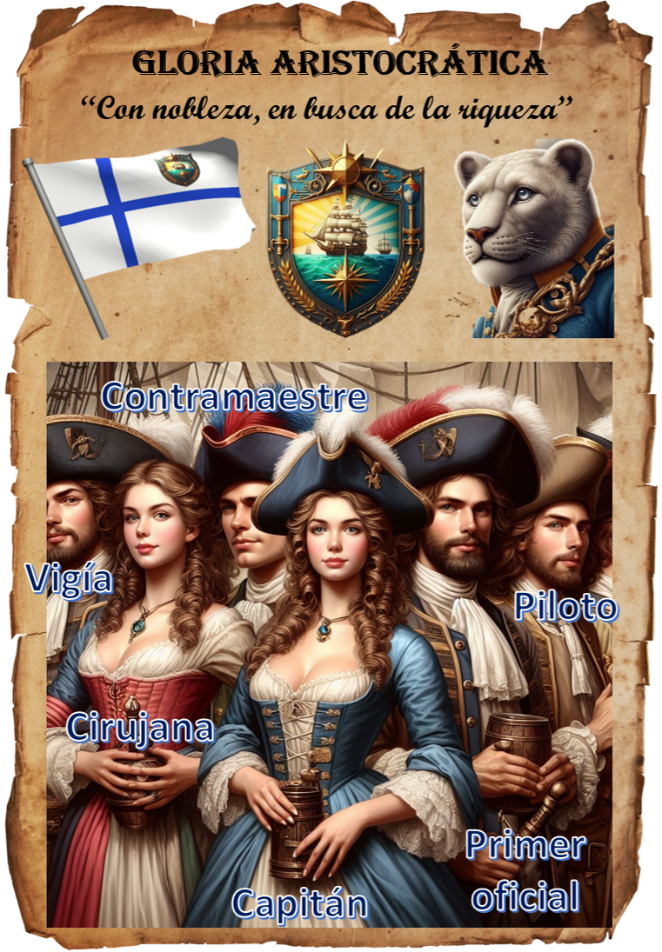 GLORIA ARISTOCRÁTICA
“Con nobleza, en busca de la riqueza”
Contramaestre
Vigía
Piloto
Cirujana
Primer
oficial
Capitán